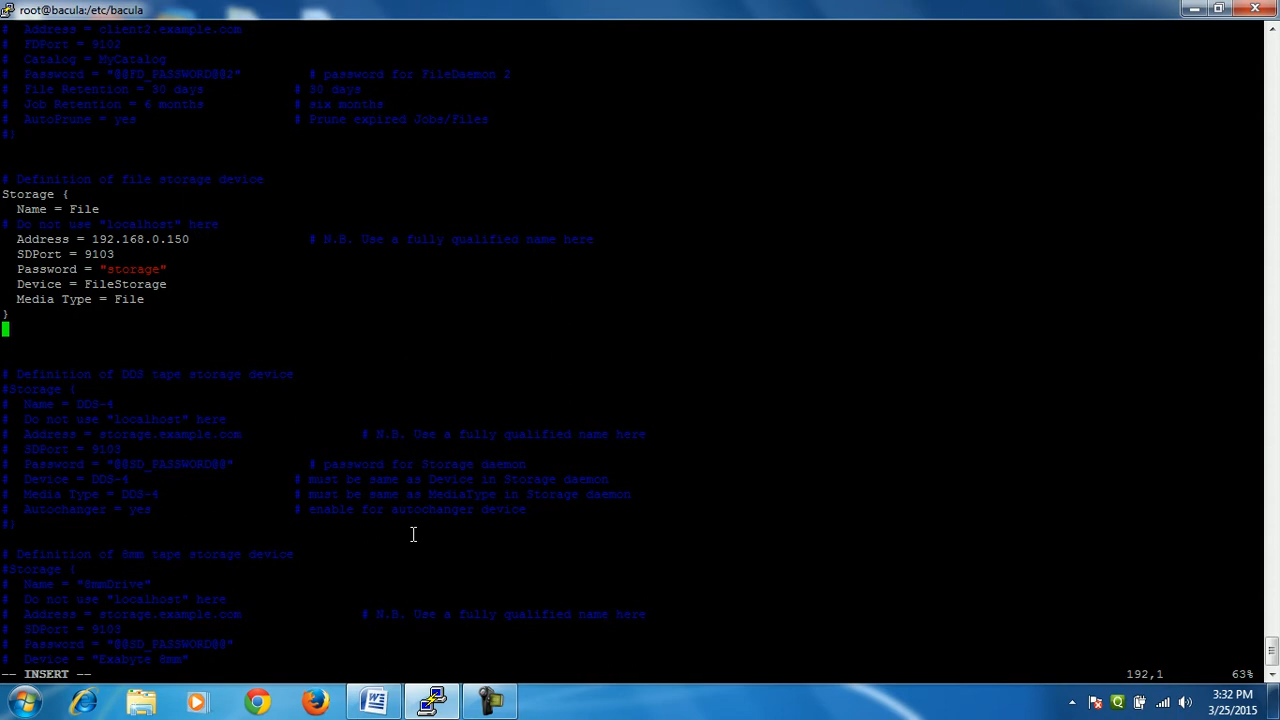 root@bacula:/etc/bacula
#  Address = client2.example.com
#  FDPort = 9102
#  Catalog = MyCatalog
#  Password = "@@FD_PASSWORD@@2"         # password for FileDaemon 2
#  File Retention = 30 days            # 30 days
#  Job Retention = 6 months            # six months
#  AutoPrune = yes                     # Prune expired Jobs/Files
#}
# Definition of file storage device
Storage {
  Name = File
# Do not use "localhost" here
  Address = 192.168.0.150                # N.B. Use a fully qualified name here
  SDPort = 9103
  Password = "storage"
  Device = FileStorage
  Media Type = File
}
# Definition of DDS tape storage device
#Storage {
#  Name = DDS-4
#  Do not use "localhost" here
#  Address = storage.example.com                # N.B. Use a fully qualified name here
#  SDPort = 9103
#  Password = "@@SD_PASSWORD@@"          # password for Storage daemon
#  Device = DDS-4                      # must be same as Device in Storage daemon
#  Media Type = DDS-4                  # must be same as MediaType in Storage daemon
#  Autochanger = yes                   # enable for autochanger device
#}
# Definition of 8mm tape storage device
#Storage {
#  Name = "8mmDrive"
#  Do not use "localhost" here
#  Address = storage.example.com                # N.B. Use a fully qualified name here
#  SDPort = 9103
#  Password = "@@SD_PASSWORD@@"
#  Device = "Exabyte 8mm"
-- INSERT --                    192,1          63%
3:32 PM
3/25/2015